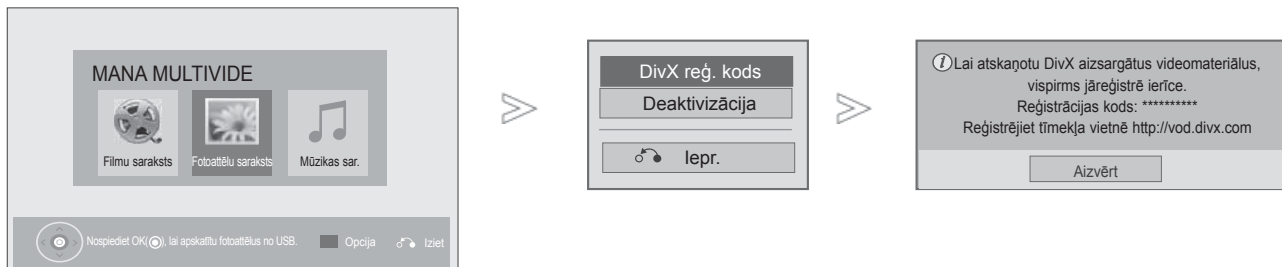 MANA MULTIVIDE
Filmu saraksts
Fotoattēlu saraksts
Mūzikas sar.
Nospiediet OK(◉), lai apskatītu fotoattēlus no USB.
Opcija
Iziet
DivX reģ. kods
Deaktivizācija
Iepr.
Lai atskaņotu DivX aizsargātus videomateriālus,
vispirms jāreģistrē ierīce.
Reģistrācijas kods: **********
Reģistrējiet tīmekļa vietnē http://vod.divx.com
Aizvērt